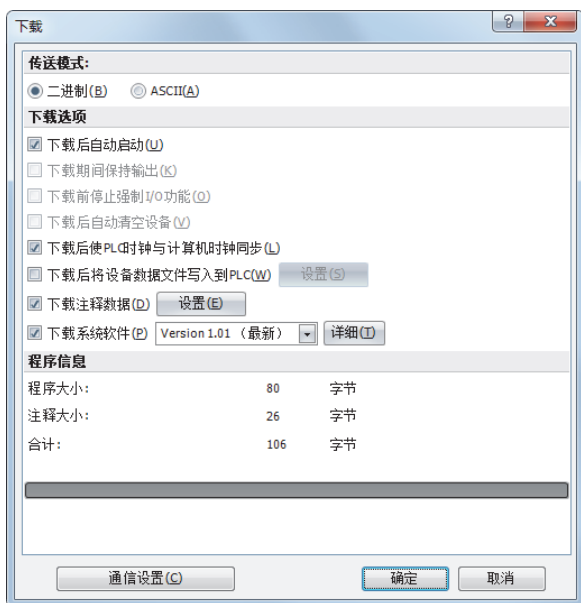 下载
传送模式:
二进制(B) ASCII(A)
下载选项
下载后自动启动(U)
下载期间保持输出(K)
下载前停止强制I/O功能(O)
下载后自动清空设备(V)
下载后使PLC时钟与计算机时钟同步(L)
下载后将设备数据文件写入到PLC(W) 设置(S)
下载注释数据(D) 设置(E)
下载系统软件(P) Version 1.01 （最新） 详细(T)
程序信息
程序大小: 80 字节
注释大小: 26 字节
合计: 106 字节
通信设置(C) 确定 取消